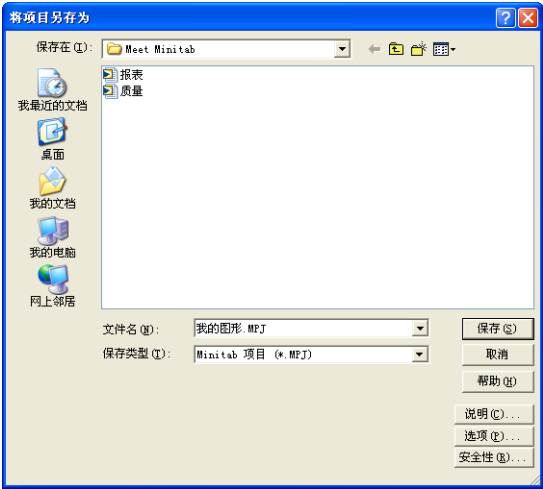 将项目另存为
保存在(I): Meet Minitab
报表
质量
我最近的文档
桌面
我的文档
我的电脑
网上邻居
文件名(N): 我的图形.MPJ 保存(S)
保存类型(T): Minitab 项目 (*.MPJ) 取消
帮助(H)
说明(C)...
选项(P)...
安全性(R)...